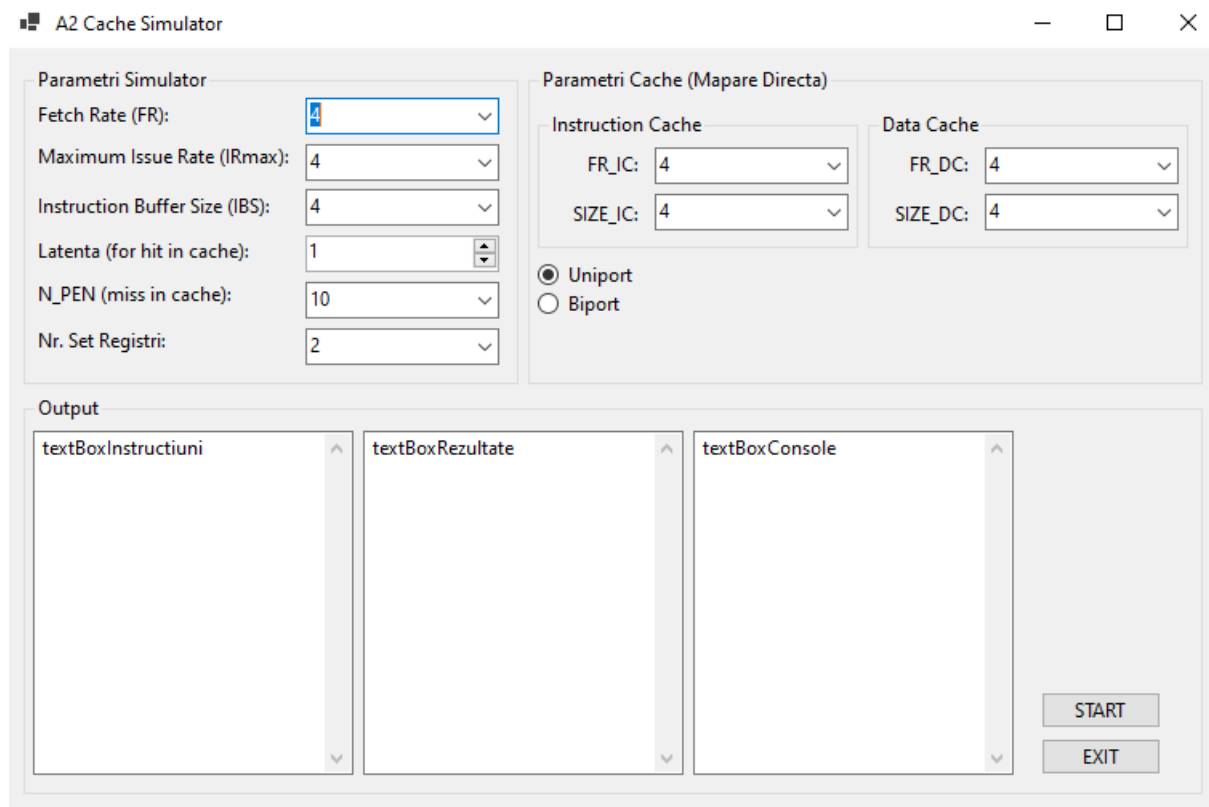 A2 Cache Simulator
Parametri Simulator
Fetch Rate (FR): 4
Maximum Issue Rate (IRmax): 4
Instruction Buffer Size (IBS): 4
Latenta (for hit in cache): 1
N_PEN (miss in cache): 10
Nr. Set Registri: 2
Parametri Cache (Mapare Directa)
Instruction Cache
FR_IC: 4
SIZE_IC: 4
Data Cache
FR_DC: 4
SIZE_DC: 4
Uniport
Biport
Output
textBoxInstructiuni
textBoxRezultate
textBoxConsole
START
EXIT